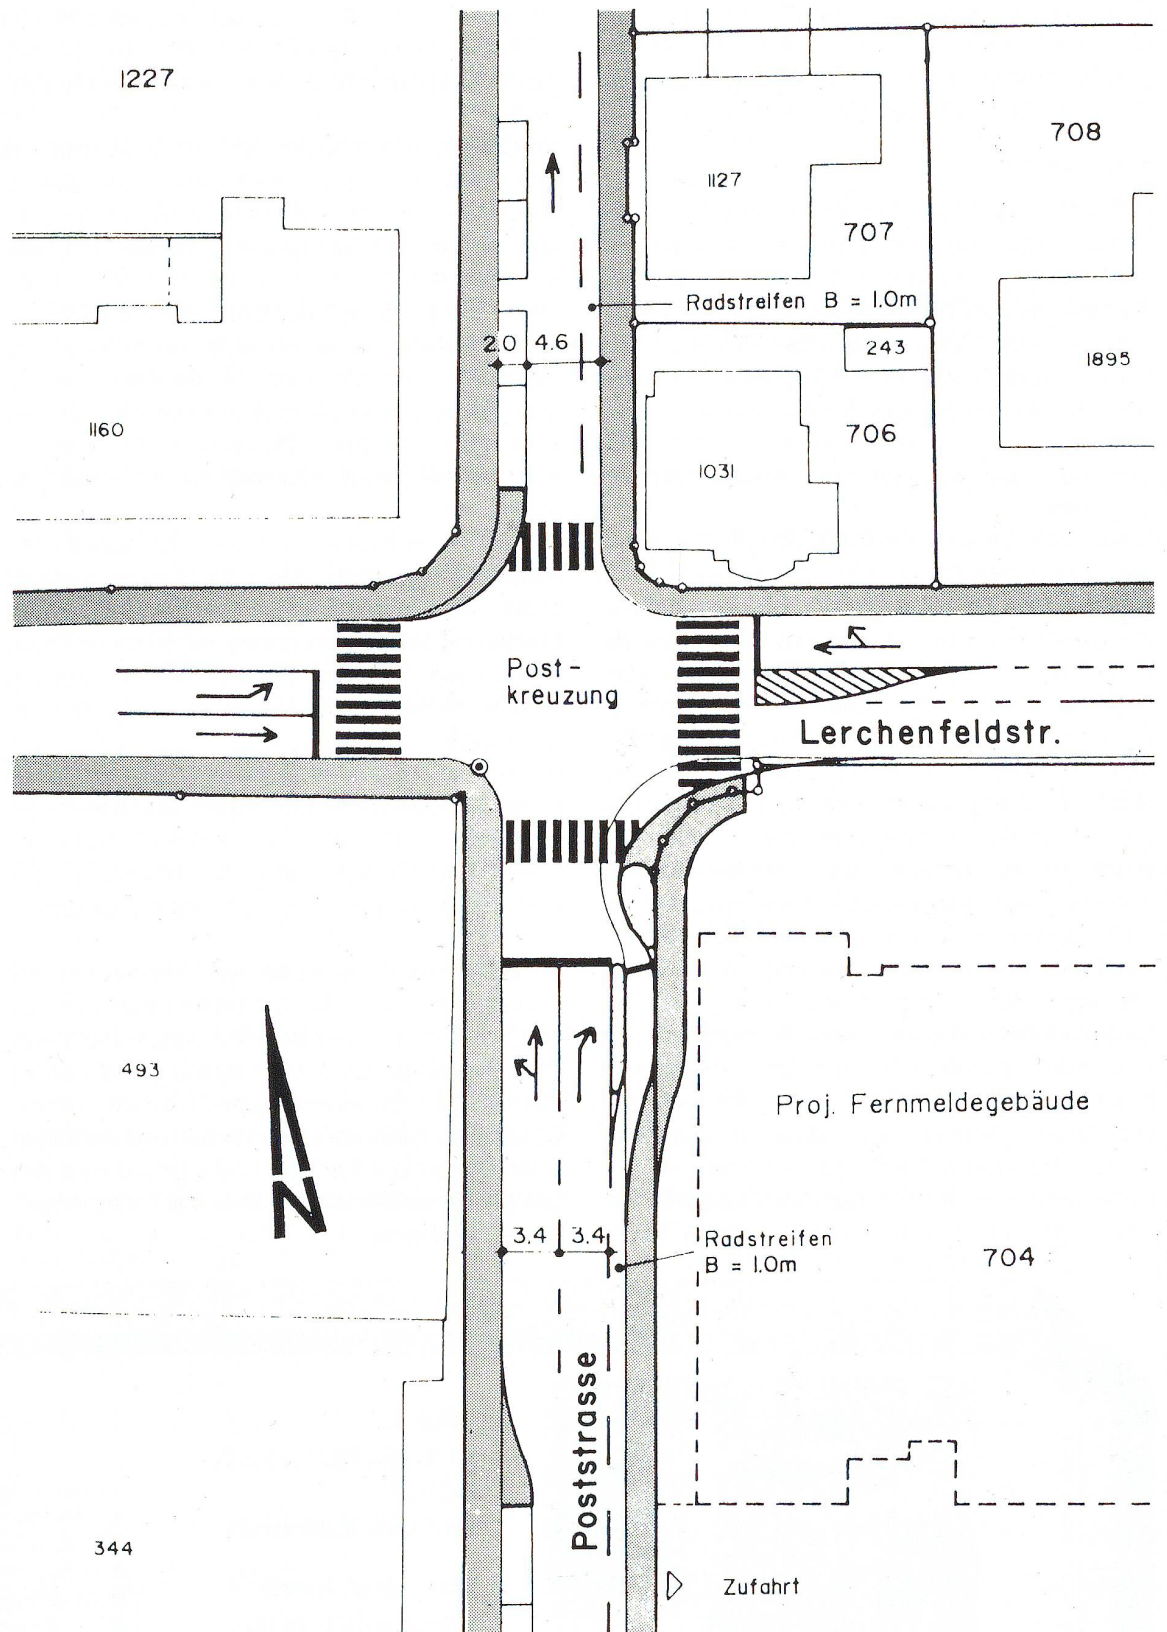 1227
708
1127
707
Radstreifen B = 1.0m
2.0 4.6
243
1895
1160
706
1031
Post-
kreuzung
Lerchenfeldstr.
493
Proj. Fernmeldegebäude
N
3.4 3.4
Radstreifen
B = 1.0m
704
Poststrasse
344
Zufahrt